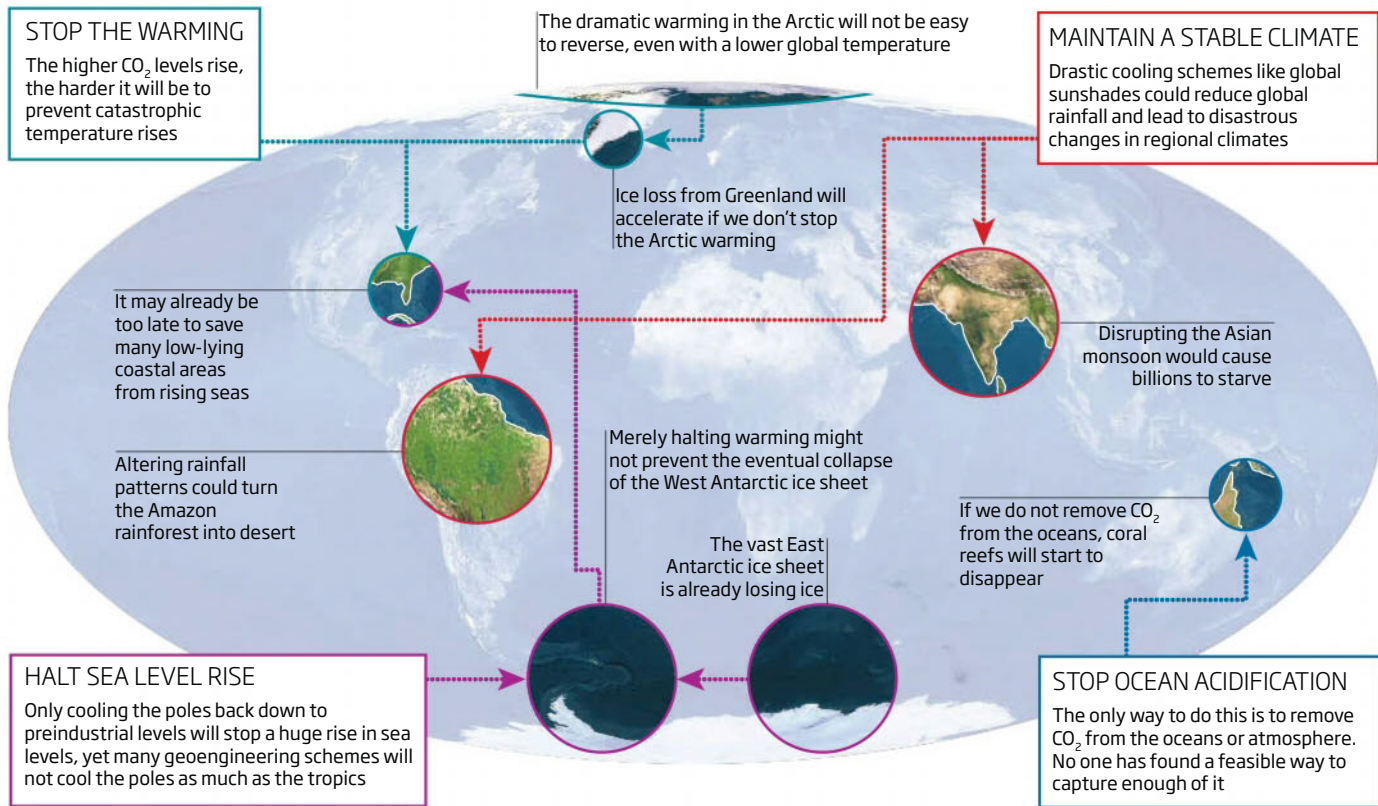 STOP THE WARMING
The higher CO₂ levels rise,
the harder it will be to
prevent catastrophic
temperature rises
The dramatic warming in the Arctic will not be easy
to reverse, even with a lower global temperature
MAINTAIN A STABLE CLIMATE
Drastic cooling schemes like global
sunshades could reduce global
rainfall and lead to disastrous
changes in regional climates
Ice loss from Greenland will
accelerate if we don't stop
the Arctic warming
It may already be
too late to save
many low-lying
coastal areas
from rising seas
Disrupting the Asian
monsoon would cause
billions to starve
Altering rainfall
patterns could turn
the Amazon
rainforest into desert
Merely halting warming might
not prevent the eventual collapse
of the West Antarctic ice sheet
The vast East
Antarctic ice sheet
is already losing ice
If we do not remove CO₂
from the oceans, coral
reefs will start to
disappear
HALT SEA LEVEL RISE
Only cooling the poles back down to
preindustrial levels will stop a huge rise in sea
levels, yet many geoengineering schemes will
not cool the poles as much as the tropics
STOP OCEAN ACIDIFICATION
The only way to do this is to remove
CO₂ from the oceans or atmosphere.
No one has found a feasible way to
capture enough of it